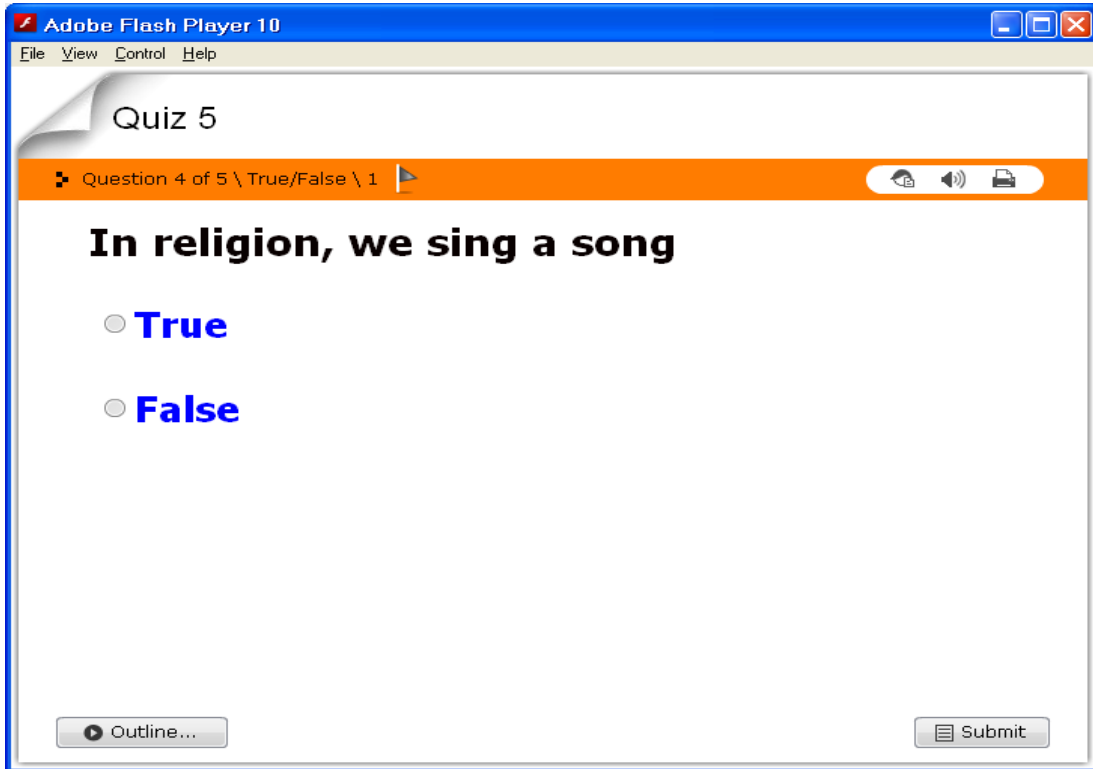 Adobe Flash Player 10
File View Control Help
Quiz 5
Question 4 of 5 \ True/False \ 1
In religion, we sing a song
True
False
Outline...
Submit